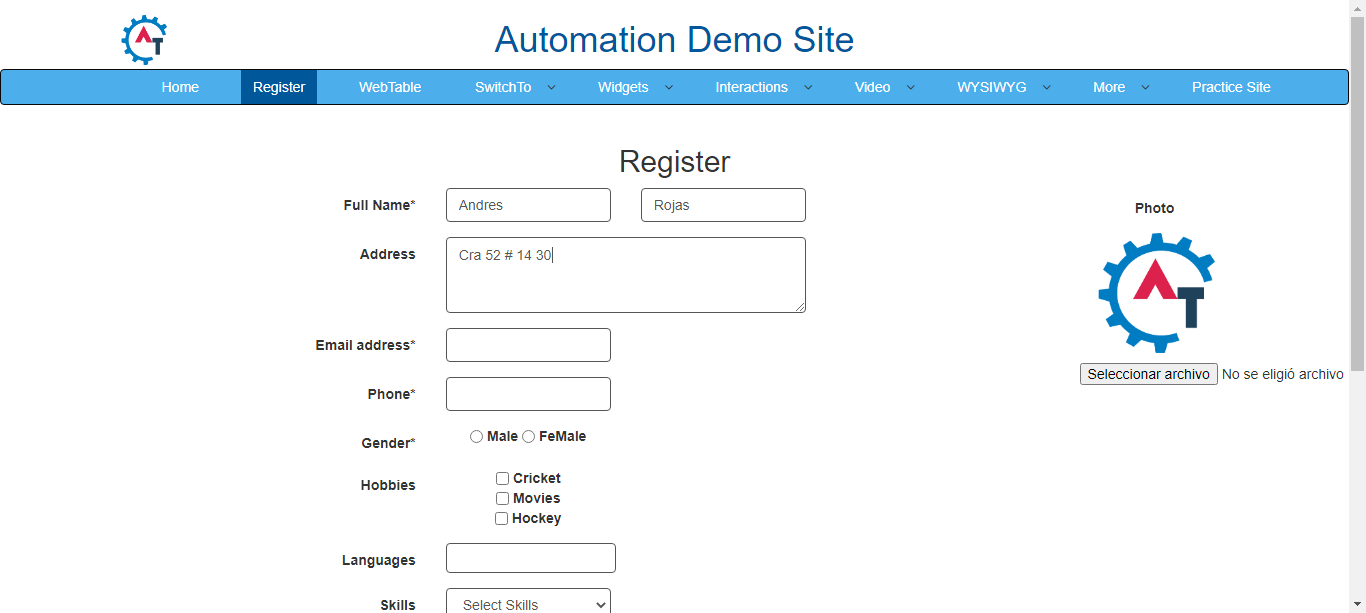 AT
Automation Demo Site
Home Register WebTable SwitchTo Widgets Interactions Video WYSIWYG More Practice Site
Register
Full Name* Andres Rojas
Photo
Address Cra 52 # 14 30
AT
Email address*
Seleccionar archivo No se eligió archivo
Phone*
Gender* Male FeMale
Hobbies Cricket
Movies
Hockey
Languages
Skills Select Skills